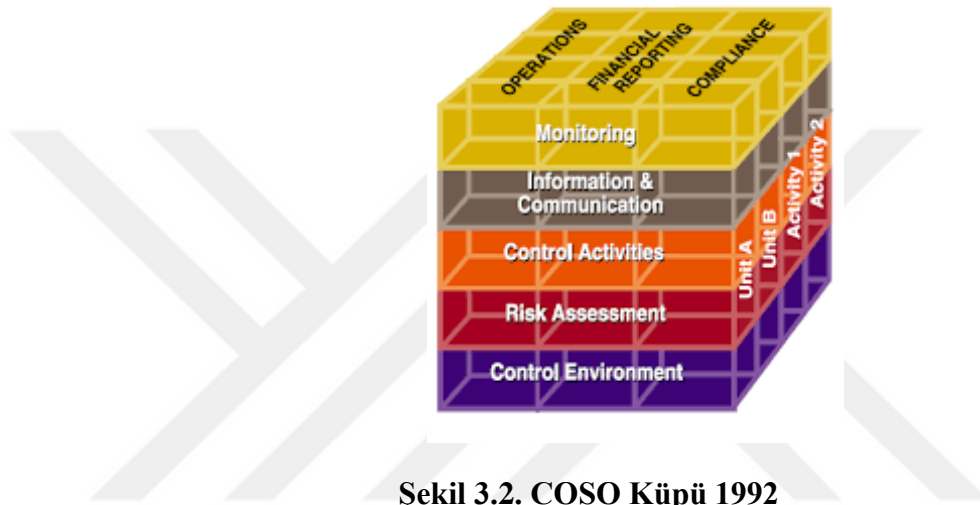 OPERATIONS
FINANCIAL
REPORTING
COMPLIANCE
Monitoring
Information &
Communication
Control Activities
Risk Assessment
Control Environment
Unit A
Unit B
Activity 1
Activity 2
Şekil 3.2. COSO Küpü 1992